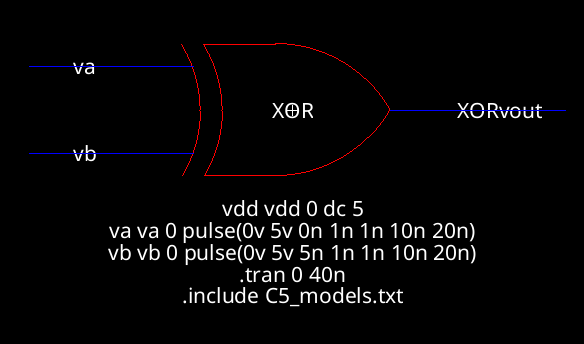 va
XOR
XORvout
vb
vdd vdd 0 dc 5
va va 0 pulse(0v 5v 0n 1n 1n 10n 20n)
vb vb 0 pulse(0v 5v 5n 1n 1n 10n 20n)
.tran 0 40n
.include C5_models.txt